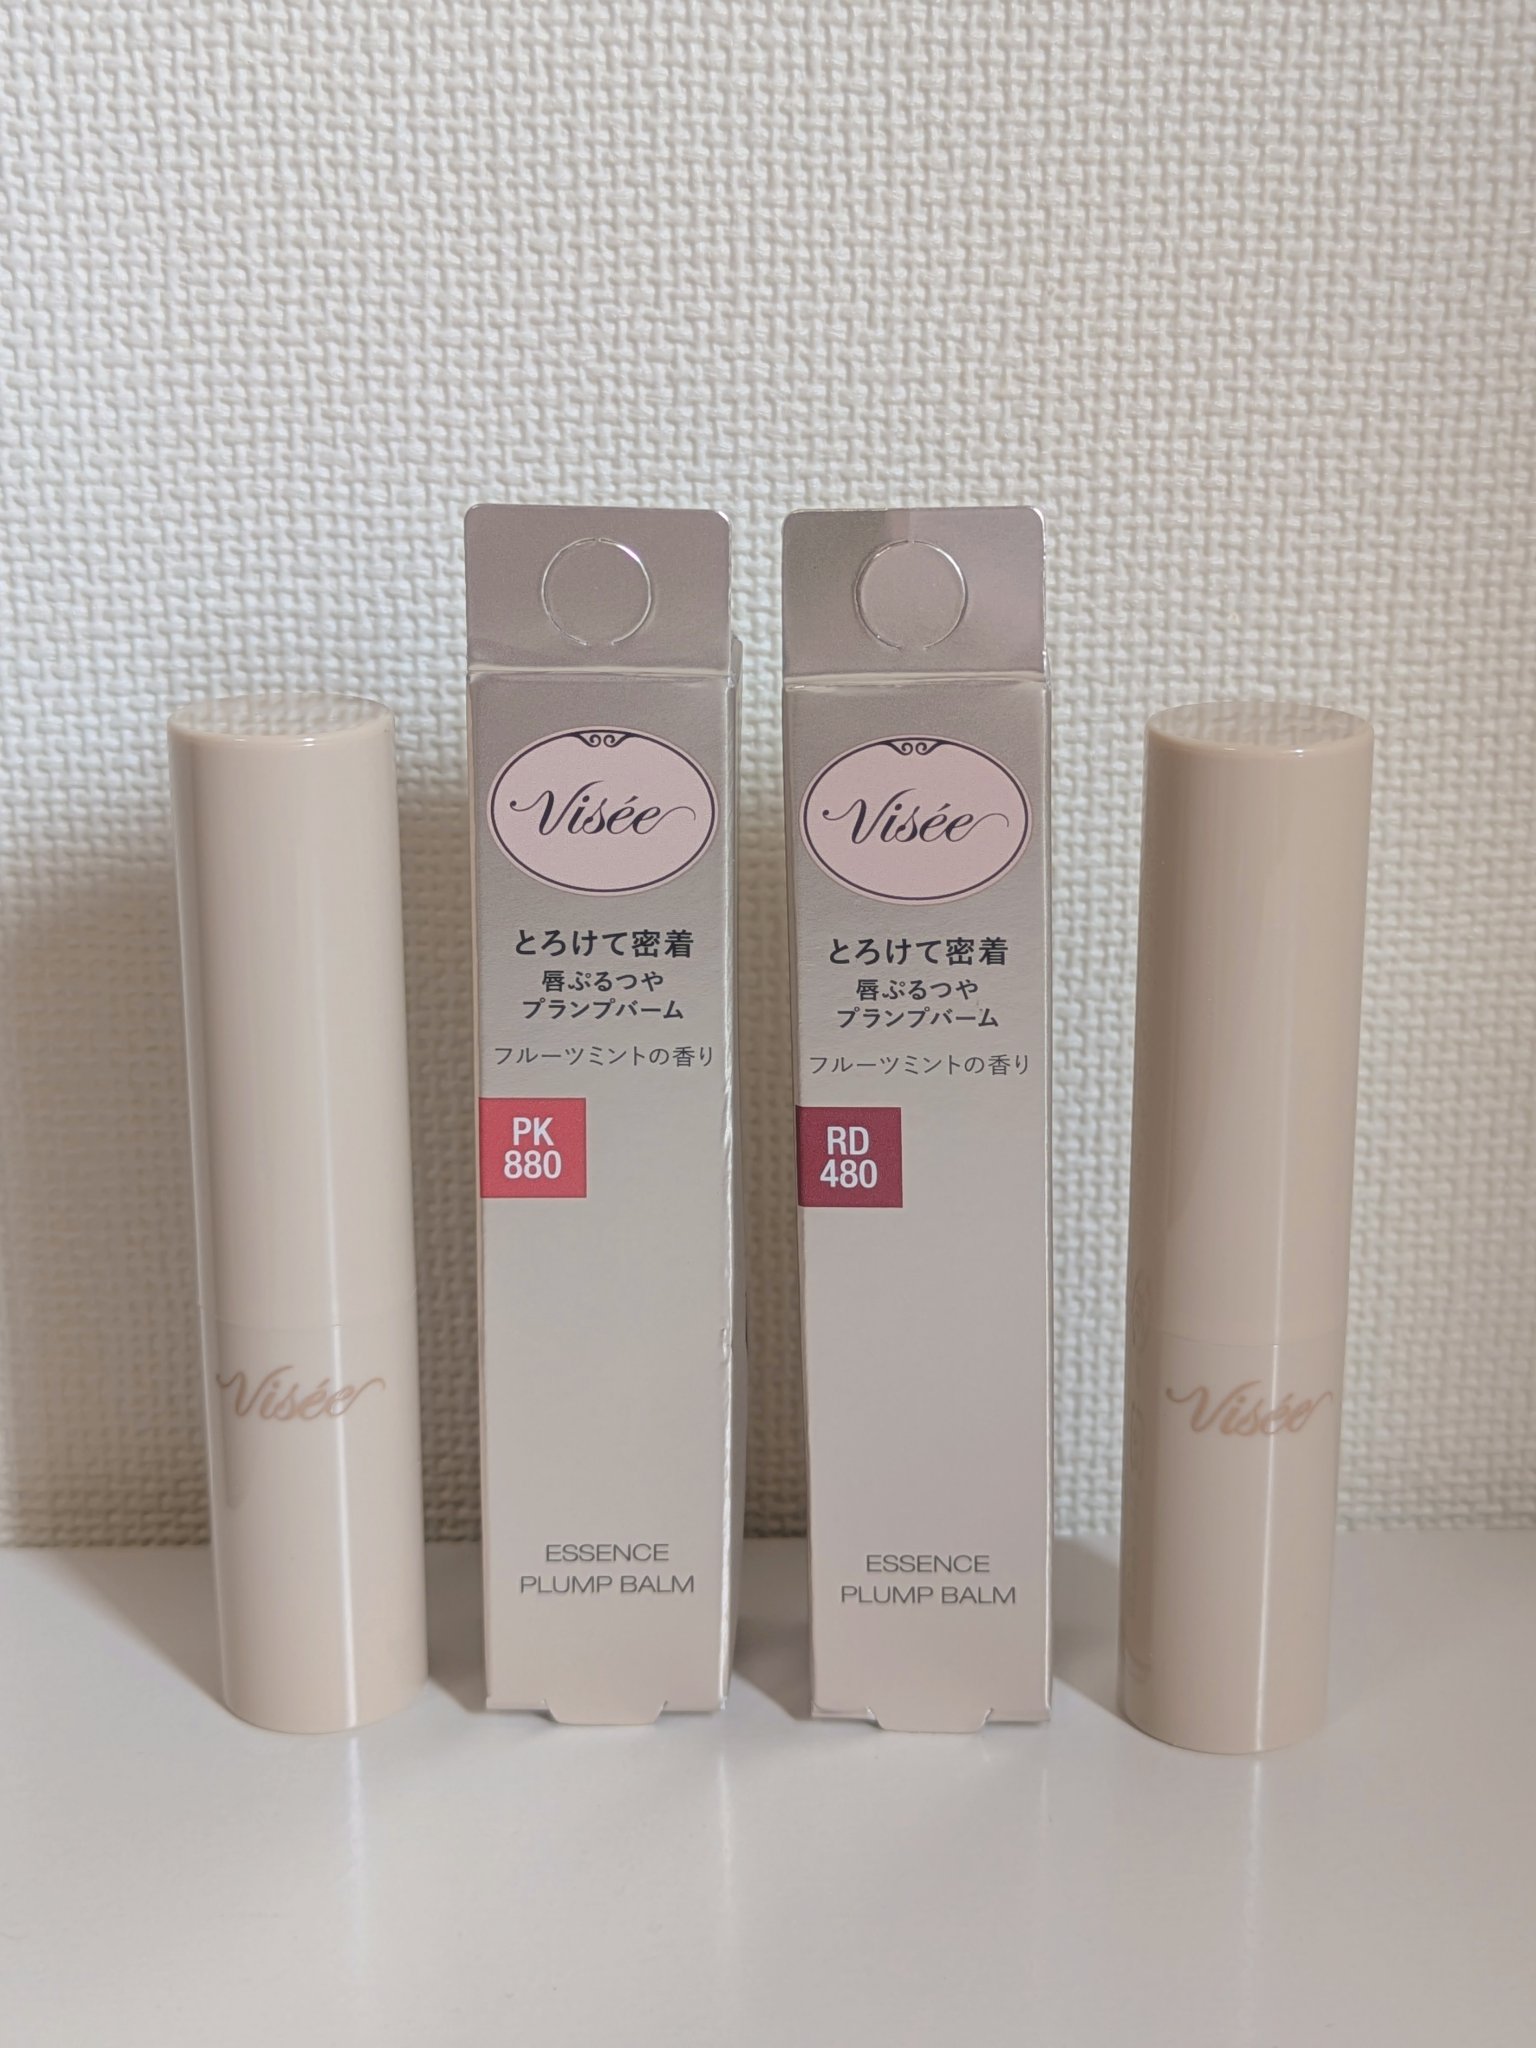 Visée
とろけて密着
唇ぷるつや
プランプバーム
フルーツミントの香り
PK
880
ESSENCE
PLUMP BALM
Visée
とろけて密着
唇ぷるつや
プランプバーム
フルーツミントの香り
RD
480
ESSENCE
PLUMP BALM
Visée
Visée